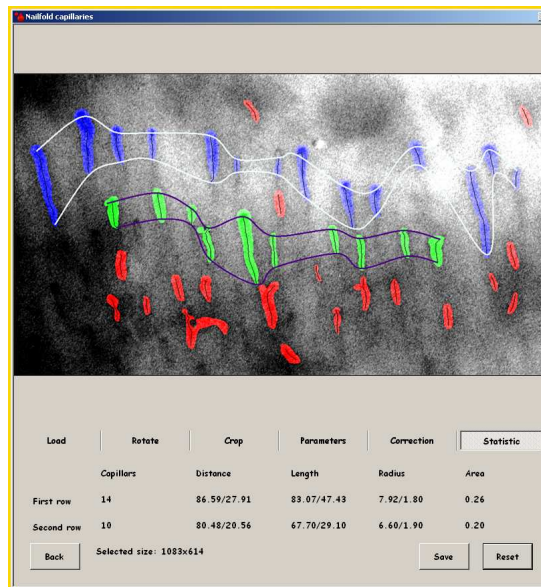 Nailfold capillaries
Load Rotate Crop Parameters Correction Statistic
Capillars Distance Length Radius Area
First row 14 86.59/27.91 83.07/47.43 7.92/1.80 0.26
Second row 10 80.48/20.56 67.70/29.10 6.60/1.90 0.20
Back Selected size: 1083x614 Save Reset